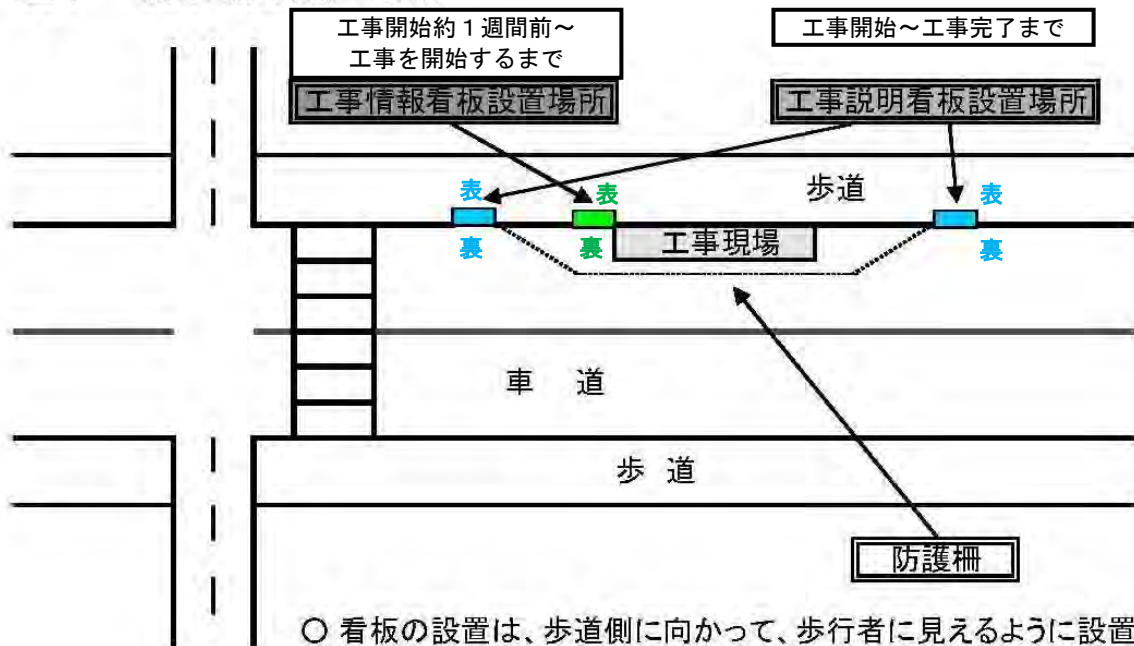 工事開始約1週間前~
工事を開始するまで
工事開始~工事完了まで
工事情報看板設置場所
工事説明看板設置場所
歩道
表
表
表
裏
裏
裏
工事現場
車 道
歩 道
防護柵
○ 看板の設置は、歩道側に向かって、歩行者に見えるように設置